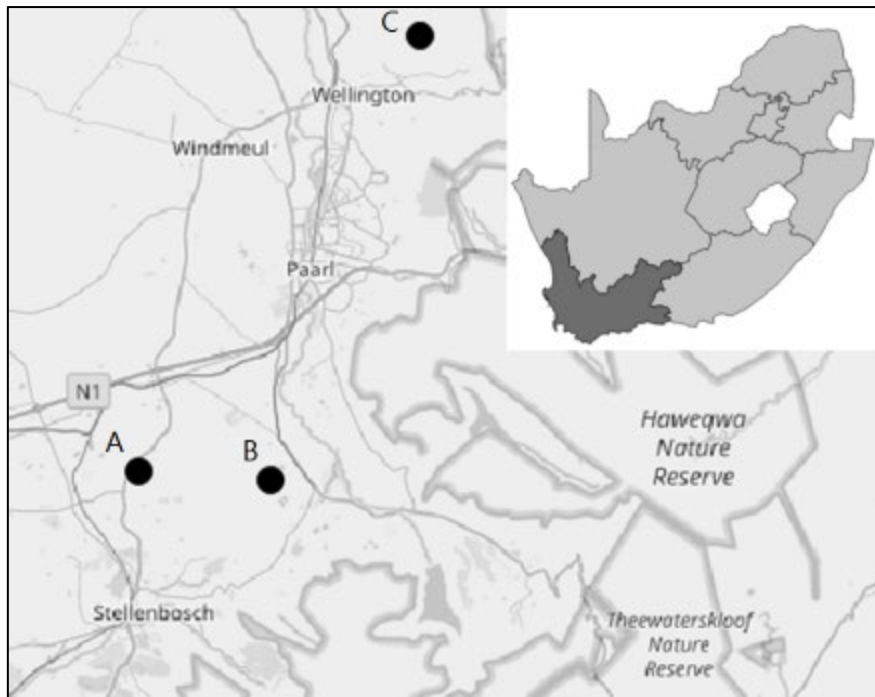 C
Wellington
Windmeul
Paarl
N1
A
B
Haweqwa
Nature
Reserve
Stellenbosch
Theewaterskloof
Nature
Reserve